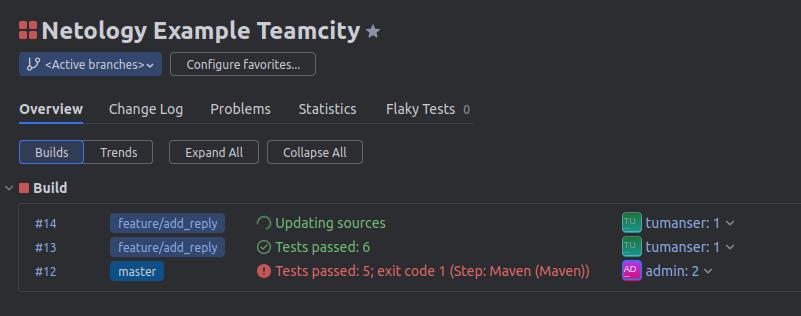 Netology Example Teamcity
<Active branches>
Configure favorites...
Overview Change Log Problems Statistics Flaky Tests 0
Builds Trends Expand All Collapse All
Build
#14 feature/add_reply Updating sources TU tumanser: 1
#13 feature/add_reply Tests passed: 6 TU tumanser: 1
#12 master Tests passed: 5; exit code 1 (Step: Maven (Maven)) AD admin: 2